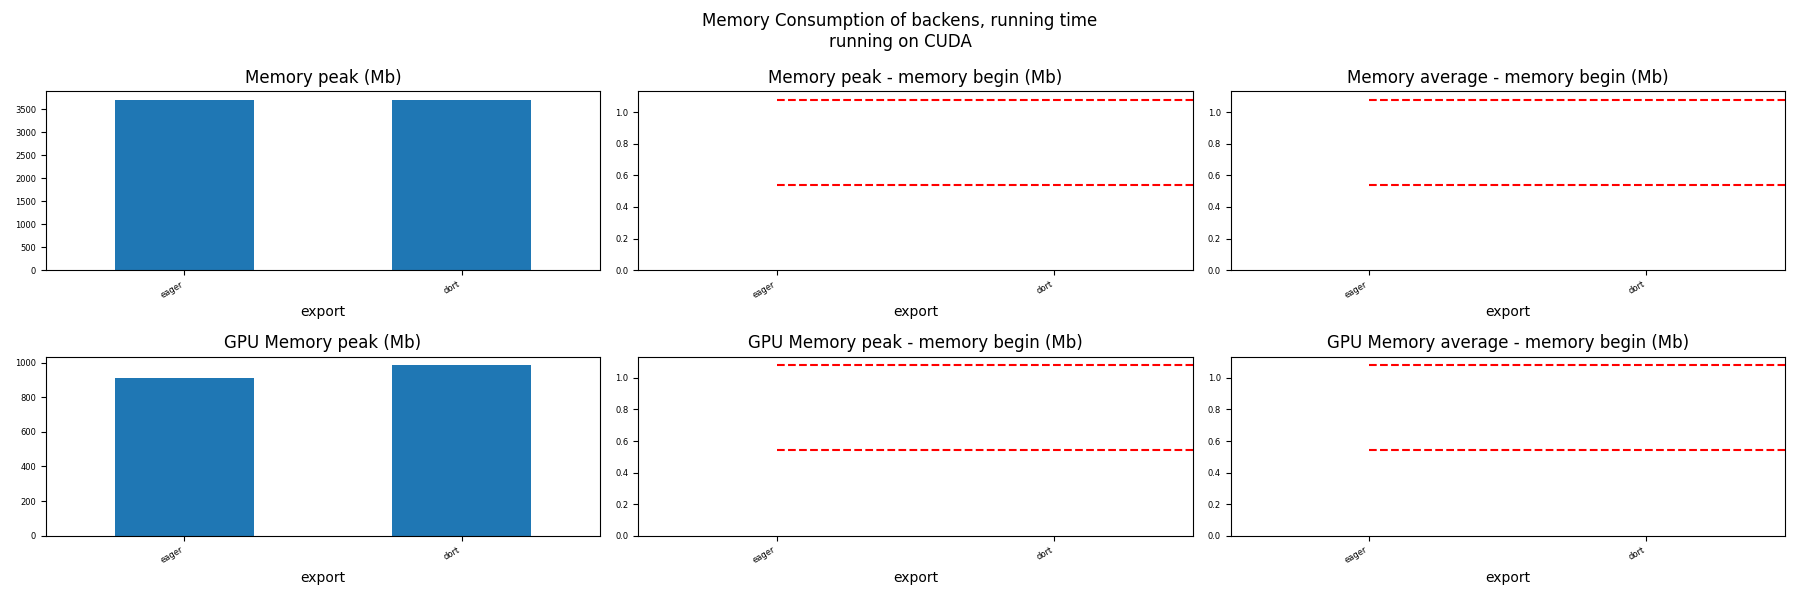 Memory Consumption of backens, running time
running on CUDA
Memory peak (Mb)
3500
3000
2500
2000
1500
1000
500
0
eager
dort
export
Memory peak - memory begin (Mb)
1.0
0.8
0.6
0.4
0.2
0.0
eager
dort
export
Memory average - memory begin (Mb)
1.0
0.8
0.6
0.4
0.2
0.0
eager
dort
export
GPU Memory peak (Mb)
1000
800
600
400
200
0
eager
dort
export
GPU Memory peak - memory begin (Mb)
1.0
0.8
0.6
0.4
0.2
0.0
eager
dort
export
GPU Memory average - memory begin (Mb)
1.0
0.8
0.6
0.4
0.2
0.0
eager
dort
export